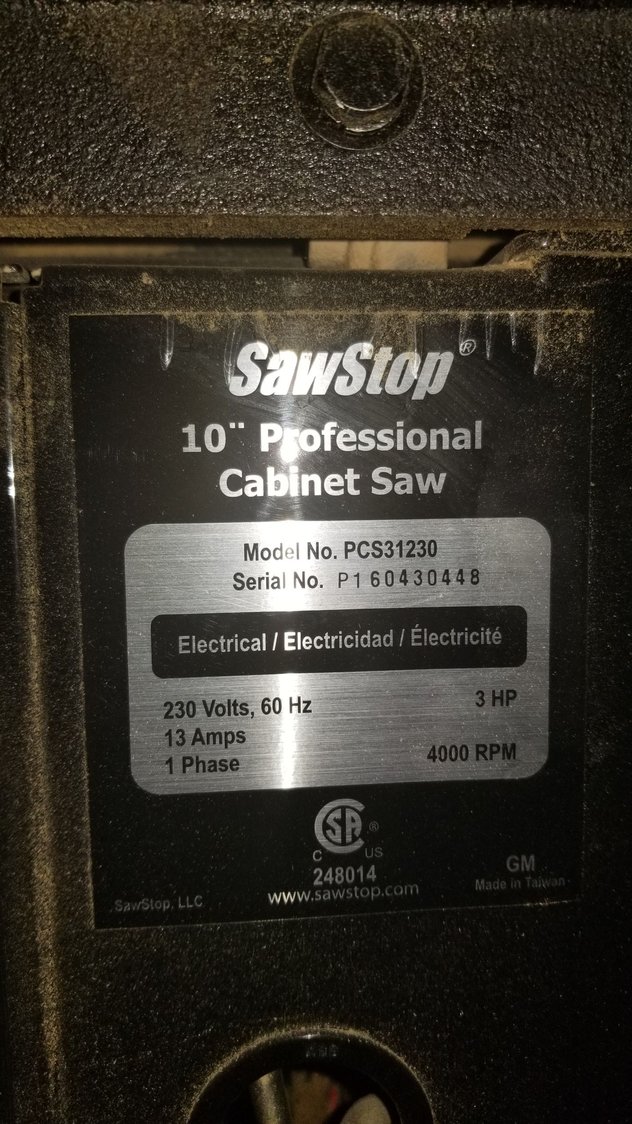 SawStop®
10¨ Professional
Cabinet Saw
Model No. PCS31230
Serial No. P160430448
Electrical / Electricidad / Électricité
230 Volts, 60 Hz
3 HP
13 Amps
1 Phase
4000 RPM
CSA ®
C US
248014
www.sawstop.com
SawStop, LLC
GM
Made in Taiwan